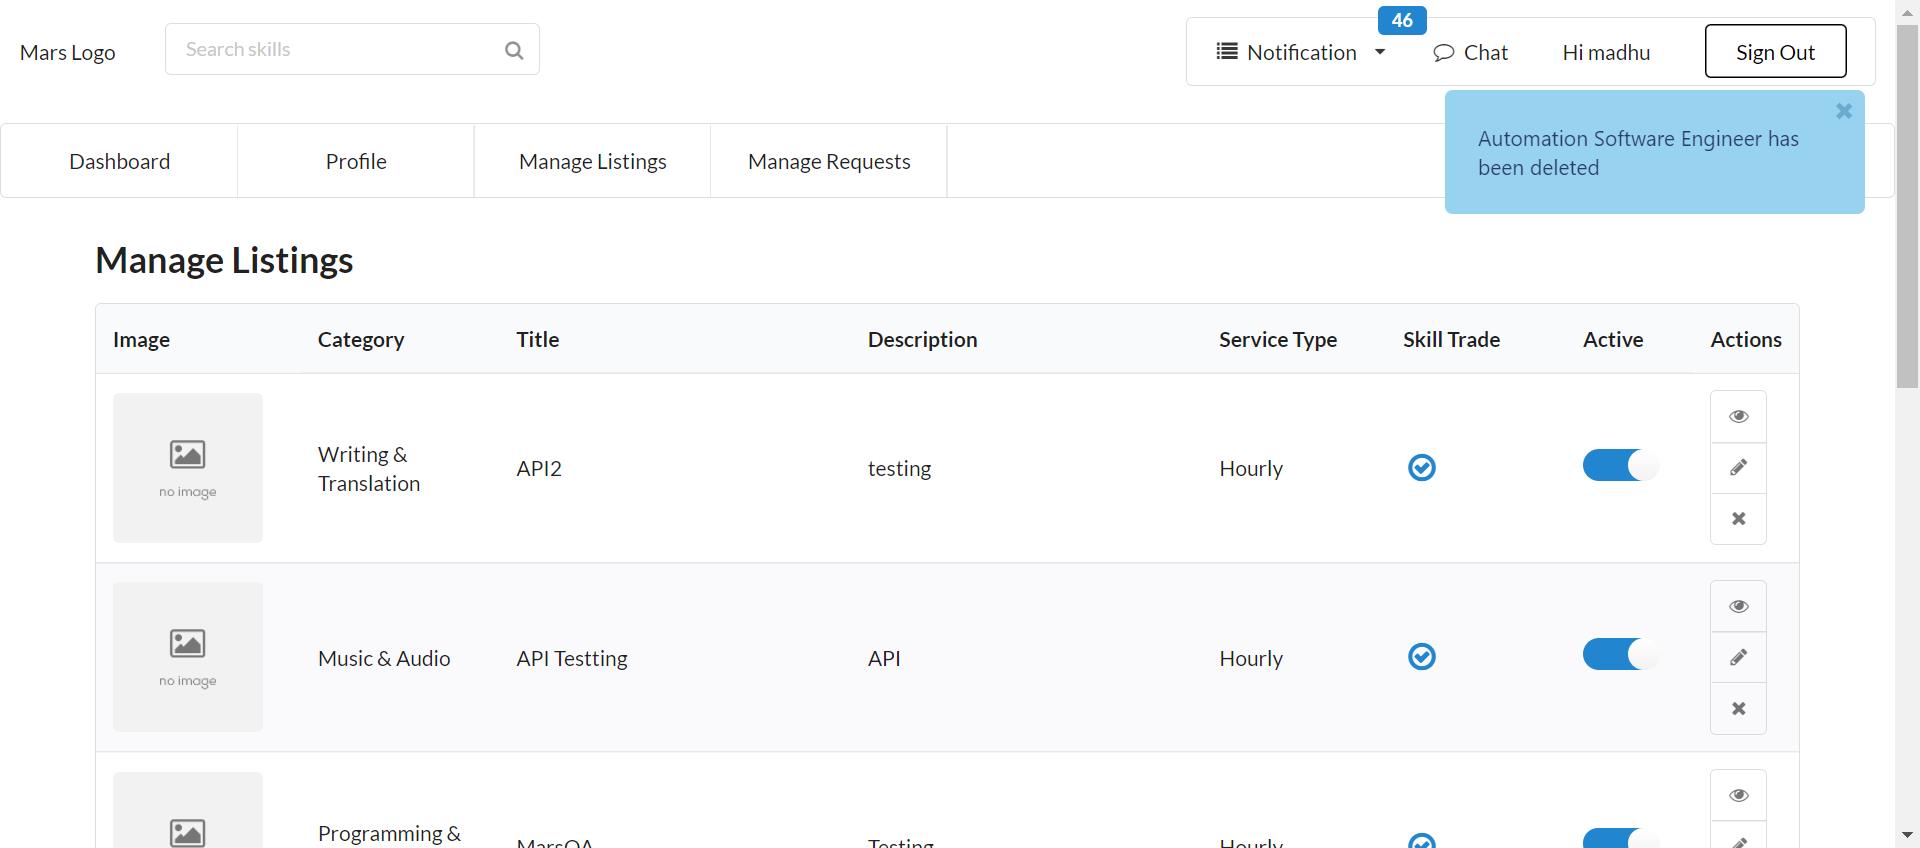 Mars Logo
Search skills
Notification
46
Chat
Hi madhu
Sign Out
Automation Software Engineer has
been deleted
Dashboard
Profile
Manage Listings
Manage Requests
Manage Listings
Image Category Title Description Service Type Skill Trade Active Actions
no image
Writing &
Translation
API2
testing
Hourly
no image
Music & Audio
API Testting
API
Hourly
Programming &
MarsQA
Testing
Hourly